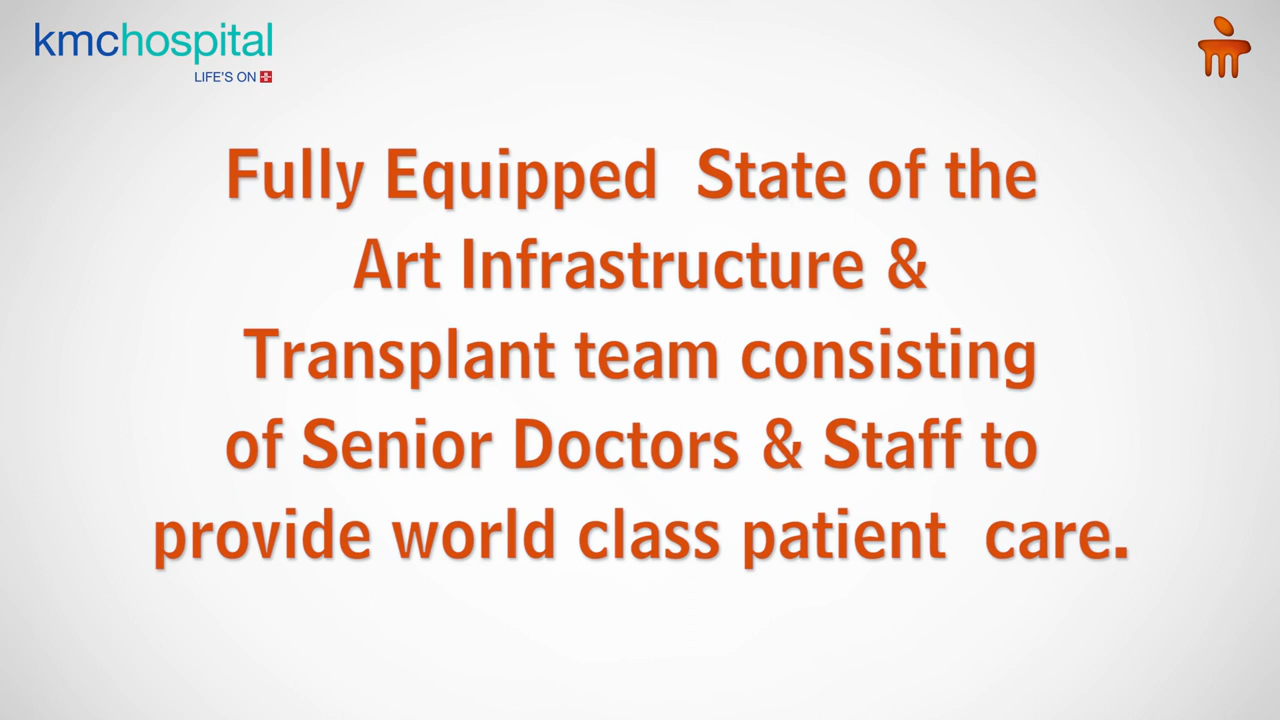 kmchospital
LIFE'S ON
Fully Equipped  State of the
Art Infrastructure &
Transplant team consisting
of Senior Doctors & Staff to
provide world class patient  care.